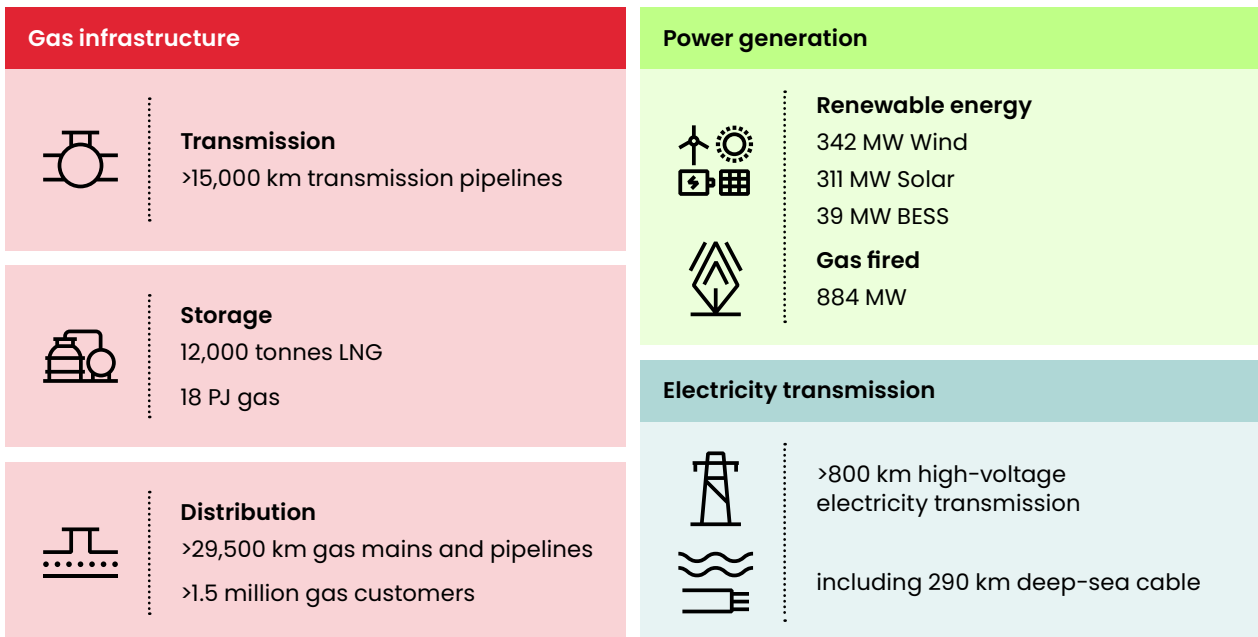 Gas infrastructure
Transmission
>15,000 km transmission pipelines
Storage
12,000 tonnes LNG
18 PJ gas
Distribution
>29,500 km gas mains and pipelines
>1.5 million gas customers
Power generation
Renewable energy
342 MW Wind
311 MW Solar
39 MW BESS
Gas fired
884 MW
Electricity transmission
>800 km high-voltage
electricity transmission
including 290 km deep-sea cable